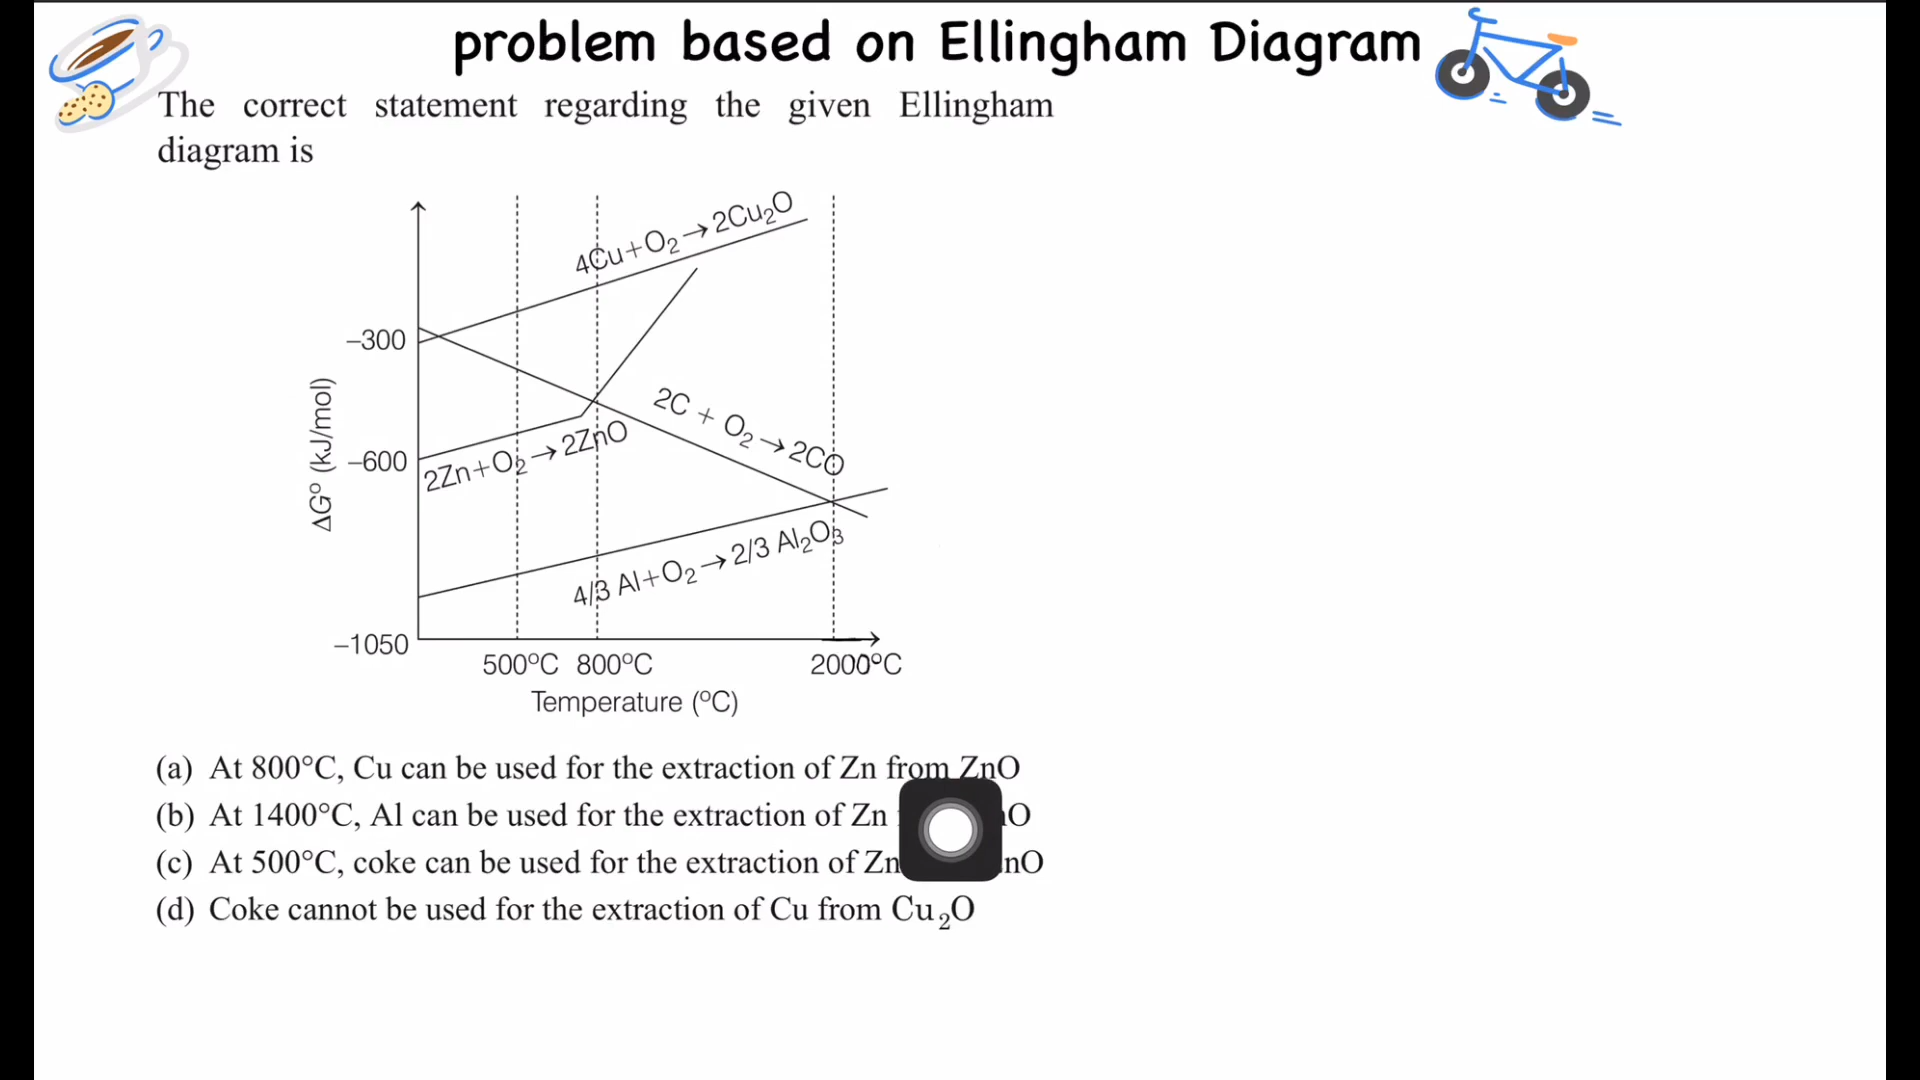 problem based on Ellingham Diagram
The correct statement regarding the given Ellingham
diagram is
4Cu+O₂→2Cu₂O
–300
2C + O₂→2CO
2Zn+O₂→2ZnO
–600
ΔG° (kJ/mol)
4/3 Al+O₂→2/3 Al₂O₃
–1050
500°C 800°C 2000°C
Temperature (°C)
(a) At 800°C, Cu can be used for the extraction of Zn from ZnO
(b) At 1400°C, Al can be used for the extraction of Zn
(c) At 500°C, coke can be used for the extraction of Zn
(d) Coke cannot be used for the extraction of Cu from Cu₂O